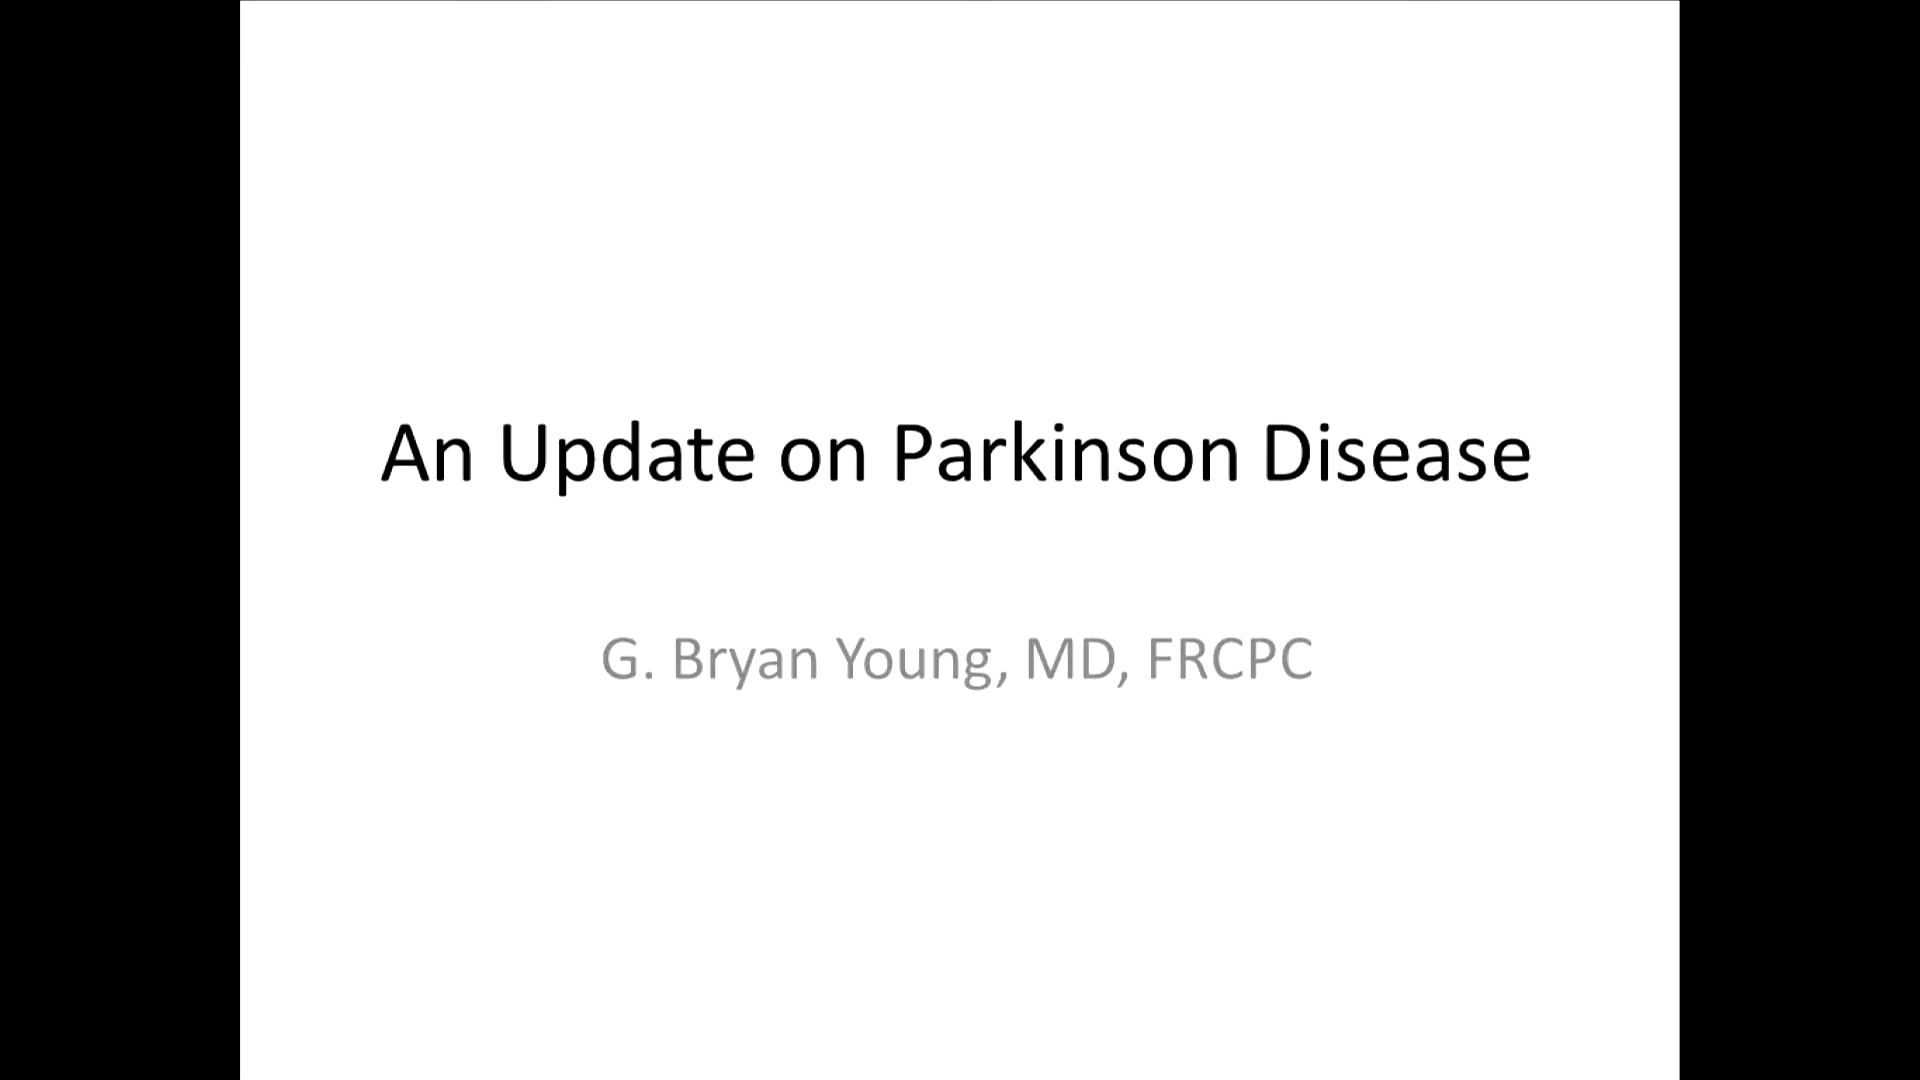 An Update on Parkinson Disease
G. Bryan Young, MD, FRCPC